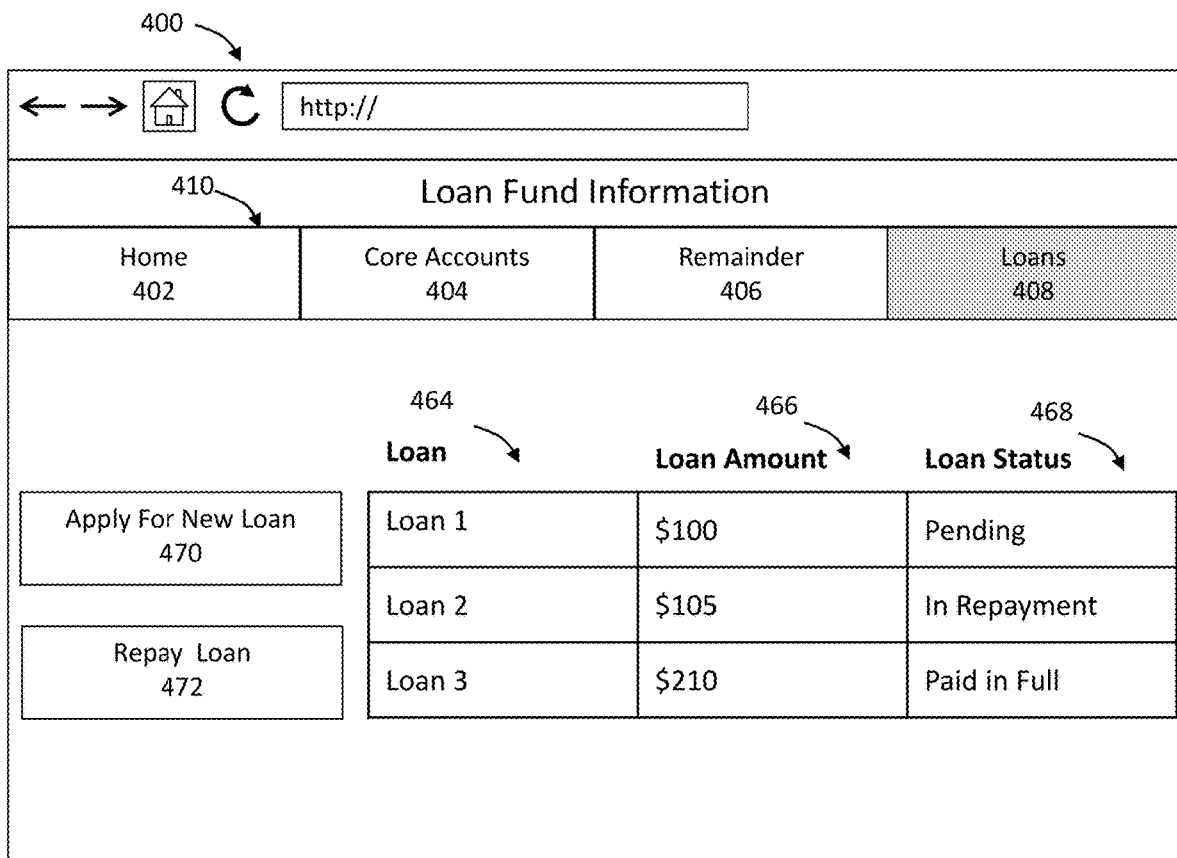 400
http://
410
Loan Fund Information
Home
402
Core Accounts
404
Remainder
406
Loans
408
464
466
468
Loan
Loan Amount
Loan Status
Apply For New Loan
470
Repay Loan
472
Loan 1
$100
Pending
Loan 2
$105
In Repayment
Loan 3
$210
Paid in Full